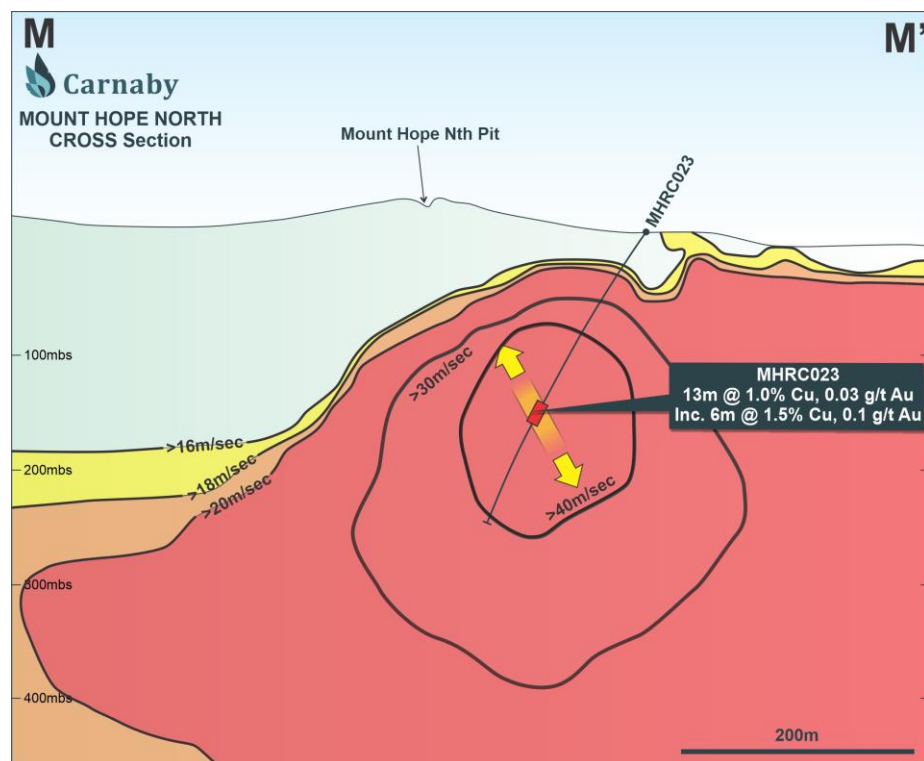 M
M'
Carnaby
MOUNT HOPE NORTH
CROSS Section
Mount Hope Nth Pit
MHRC023
100mbs
>30m/sec
MHRC023
13m @ 1.0% Cu, 0.03 g/t Au
Inc. 6m @ 1.5% Cu, 0.1 g/t Au
>16m/sec
200mbs
>18m/sec
>20m/sec
>40m/sec
300mbs
400mbs
200m